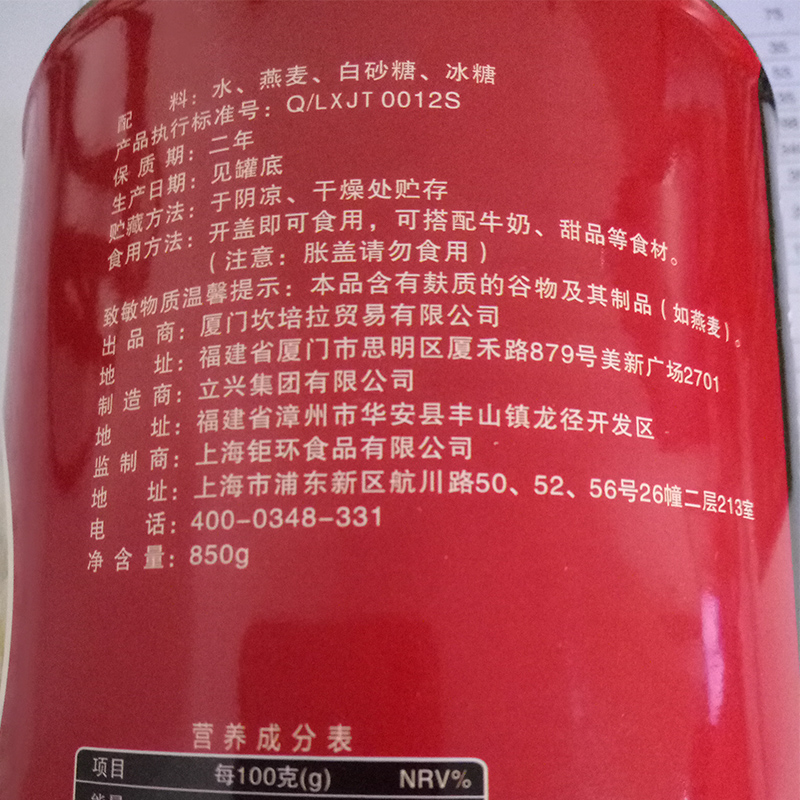 配料：水、燕麦、白砂糖、冰糖
产品执行标准号：Q/LXJT 0012S
保质期：二年
生产日期：见罐底
贮藏方法：于阴凉、干燥处贮存
食用方法：开盖即可食用，可搭配牛奶、甜品等食材。
（注意：胀盖请勿食用）
致敏物质温馨提示：本品含有麸质的谷物及其制品（如燕麦）。
出品商：厦门坎培拉贸易有限公司
地址：福建省厦门市思明区厦禾路879号美新广场2701
制造商：立兴集团有限公司
地址：福建省漳州市华安县丰山镇龙径开发区
监制商：上海钜环食品有限公司
地址：上海市浦东新区航川路50、52、56号26幢二层213室
电话：400-0348-331
净含量：850g
营养成分表
项目 每100克(g) NRV%